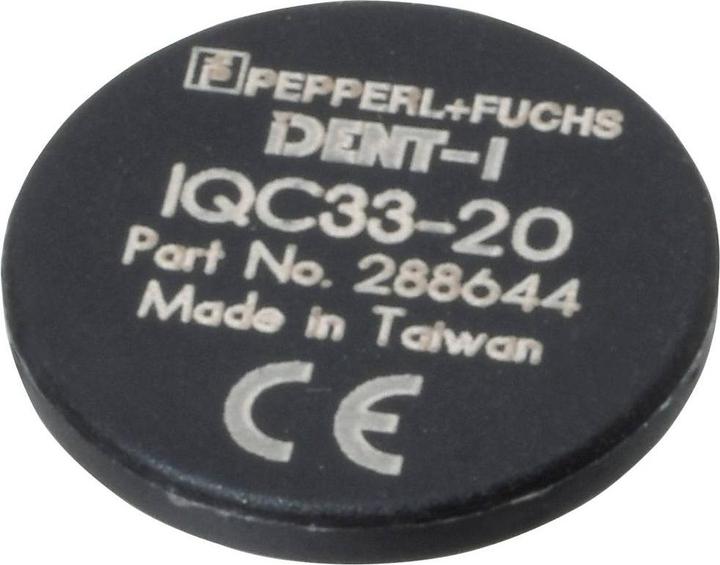 PEPPERL+FUCHS
IDENT-I
IQC33-20
Part No. 288644
Made in Taiwan
CE